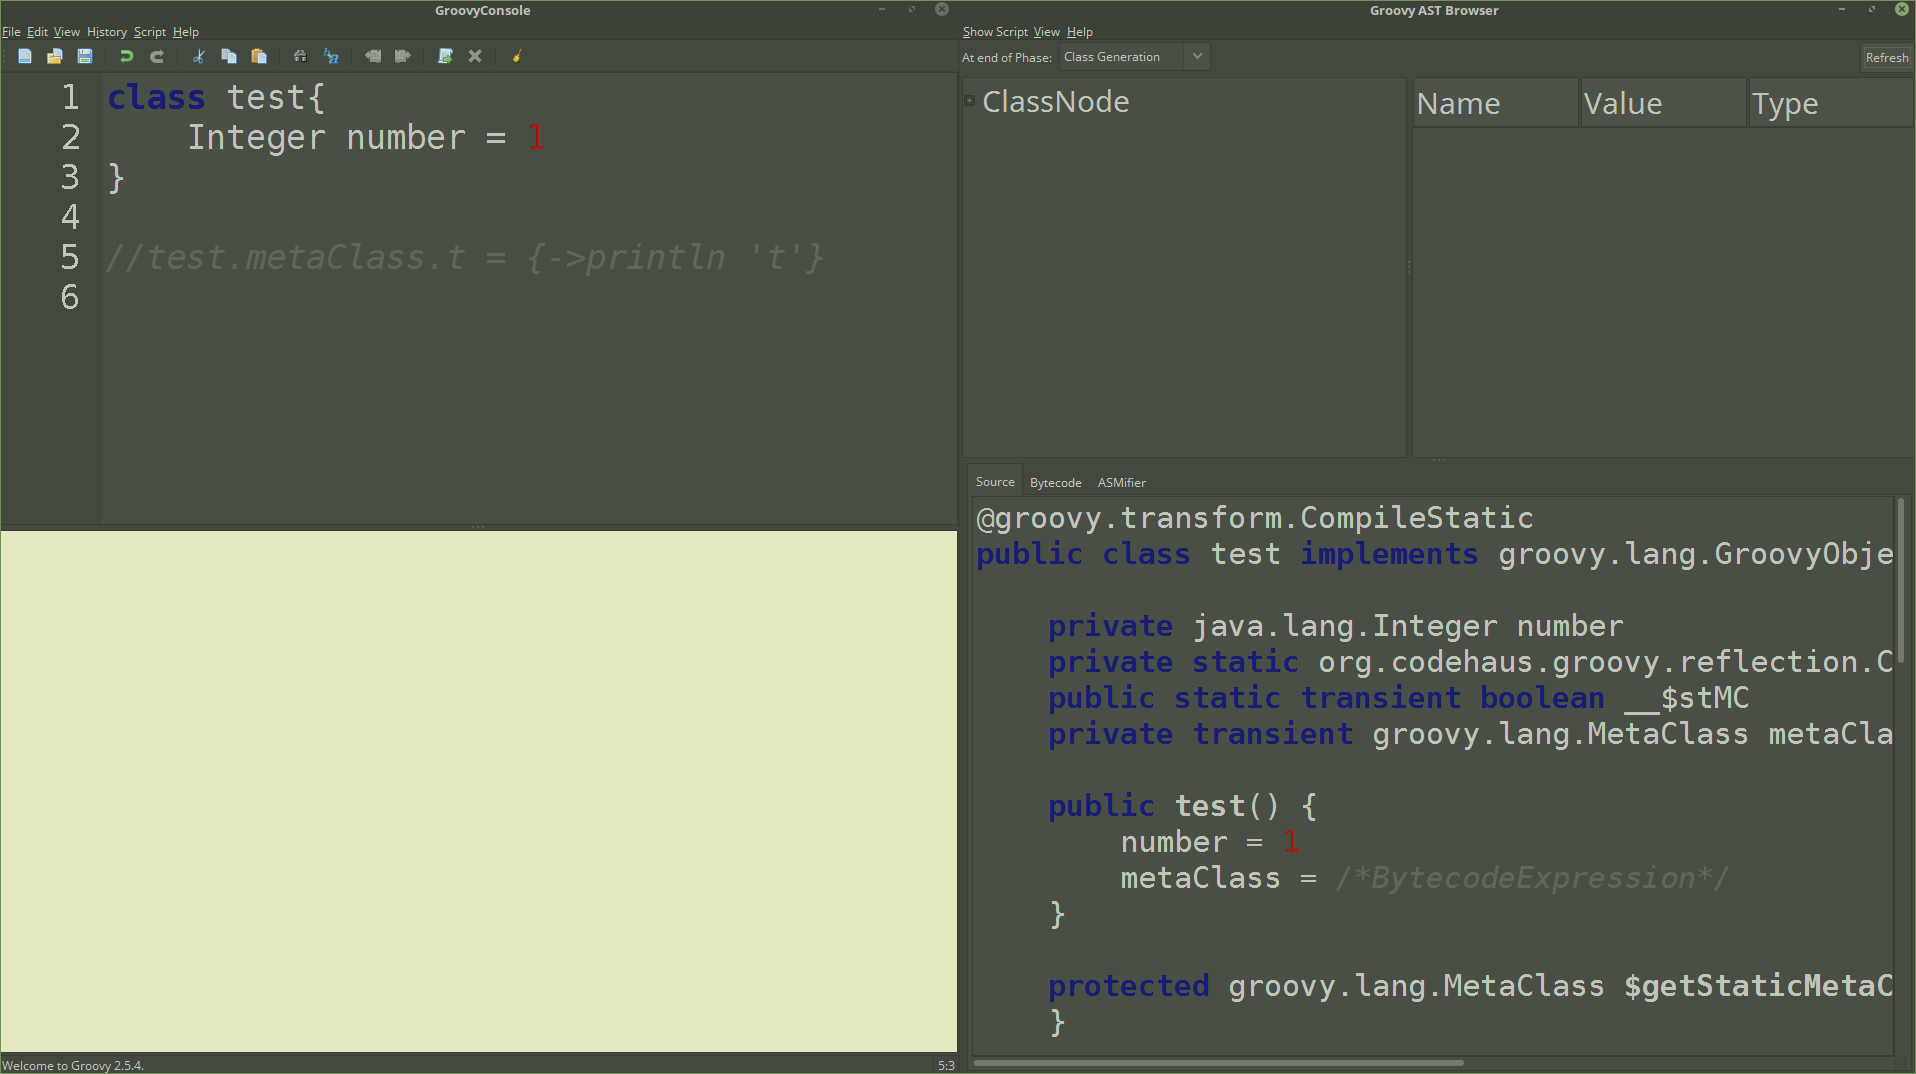 GroovyConsole
File Edit View History Script Help
1 class test{
2     Integer number = 1
3 }
4
5 //test.metaClass.t = {->println 't'}
6
Welcome to Groovy 2.5.4.
5:3
Groovy AST Browser
Show Script View Help
At end of Phase: Class Generation
Refresh
ClassNode
Name Value Type
Source Bytecode ASMifier
@groovy.transform.CompileStatic
public class test implements groovy.lang.GroovyObje
    private java.lang.Integer number
    private static org.codehaus.groovy.reflection.C
    public static transient boolean __$stMC
    private transient groovy.lang.MetaClass metaCla
    public test() {
        number = 1
        metaClass = /*BytecodeExpression*/
    }
    protected groovy.lang.MetaClass $getStaticMetaC
    }